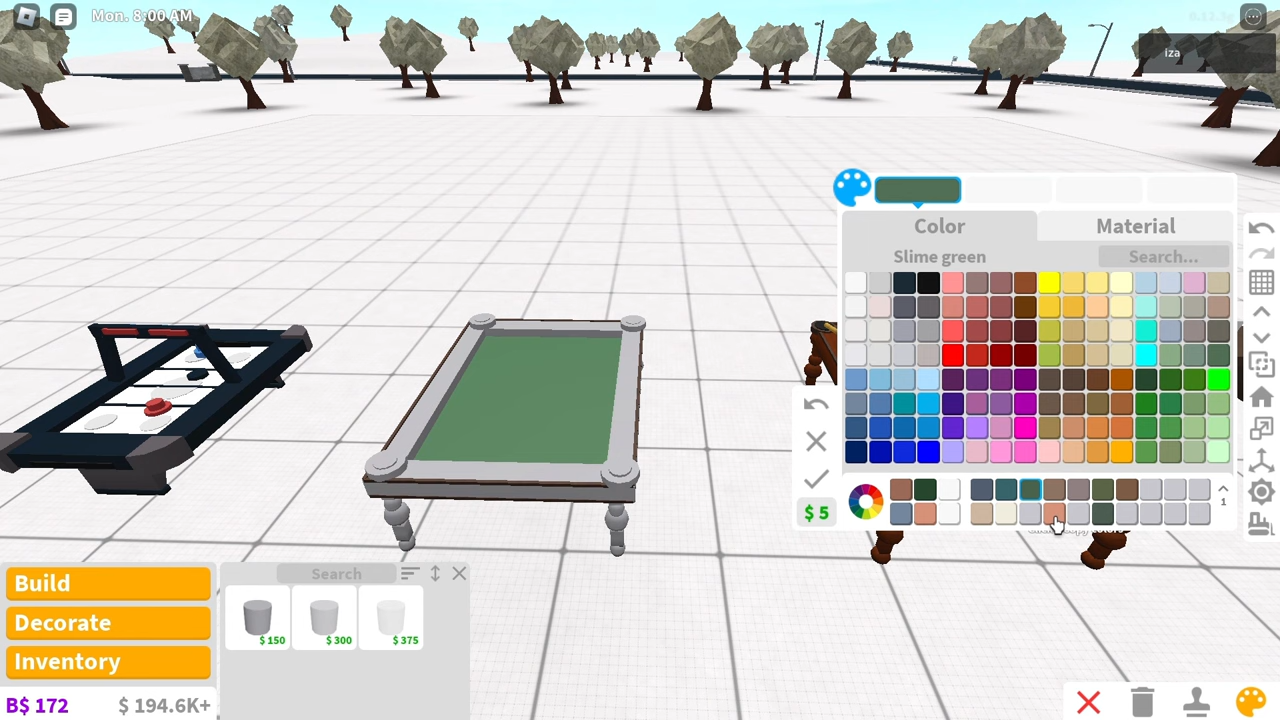 Mon. 8:00 AM
Iza
Color
Material
Slime green
Search...
$ 5
1
Build
Decorate
Inventory
B$ 172
$ 194.6K+
Search
$ 150
$ 300
$ 375